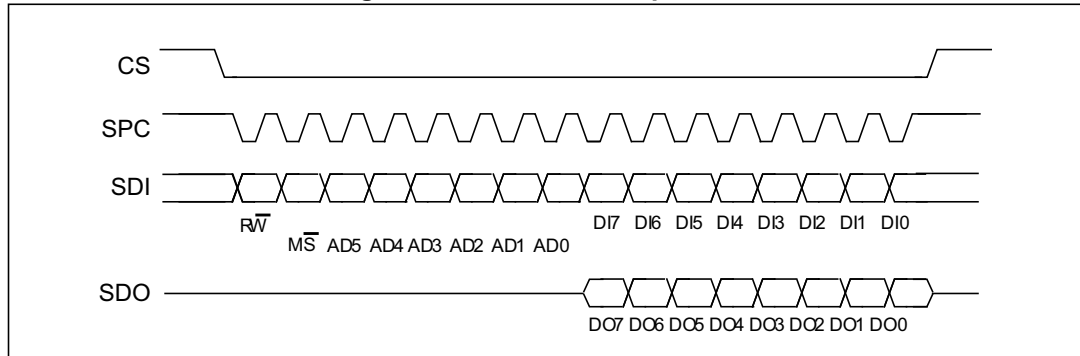 CS
SPC
SDI
RW̅
DI7 DI6 DI5 DI4 DI3 DI2 DI1 DI0
MS̅ AD5 AD4 AD3 AD2 AD1 AD0
SDO
DO7 DO6 DO5 DO4 DO3 DO2 DO1 DO0